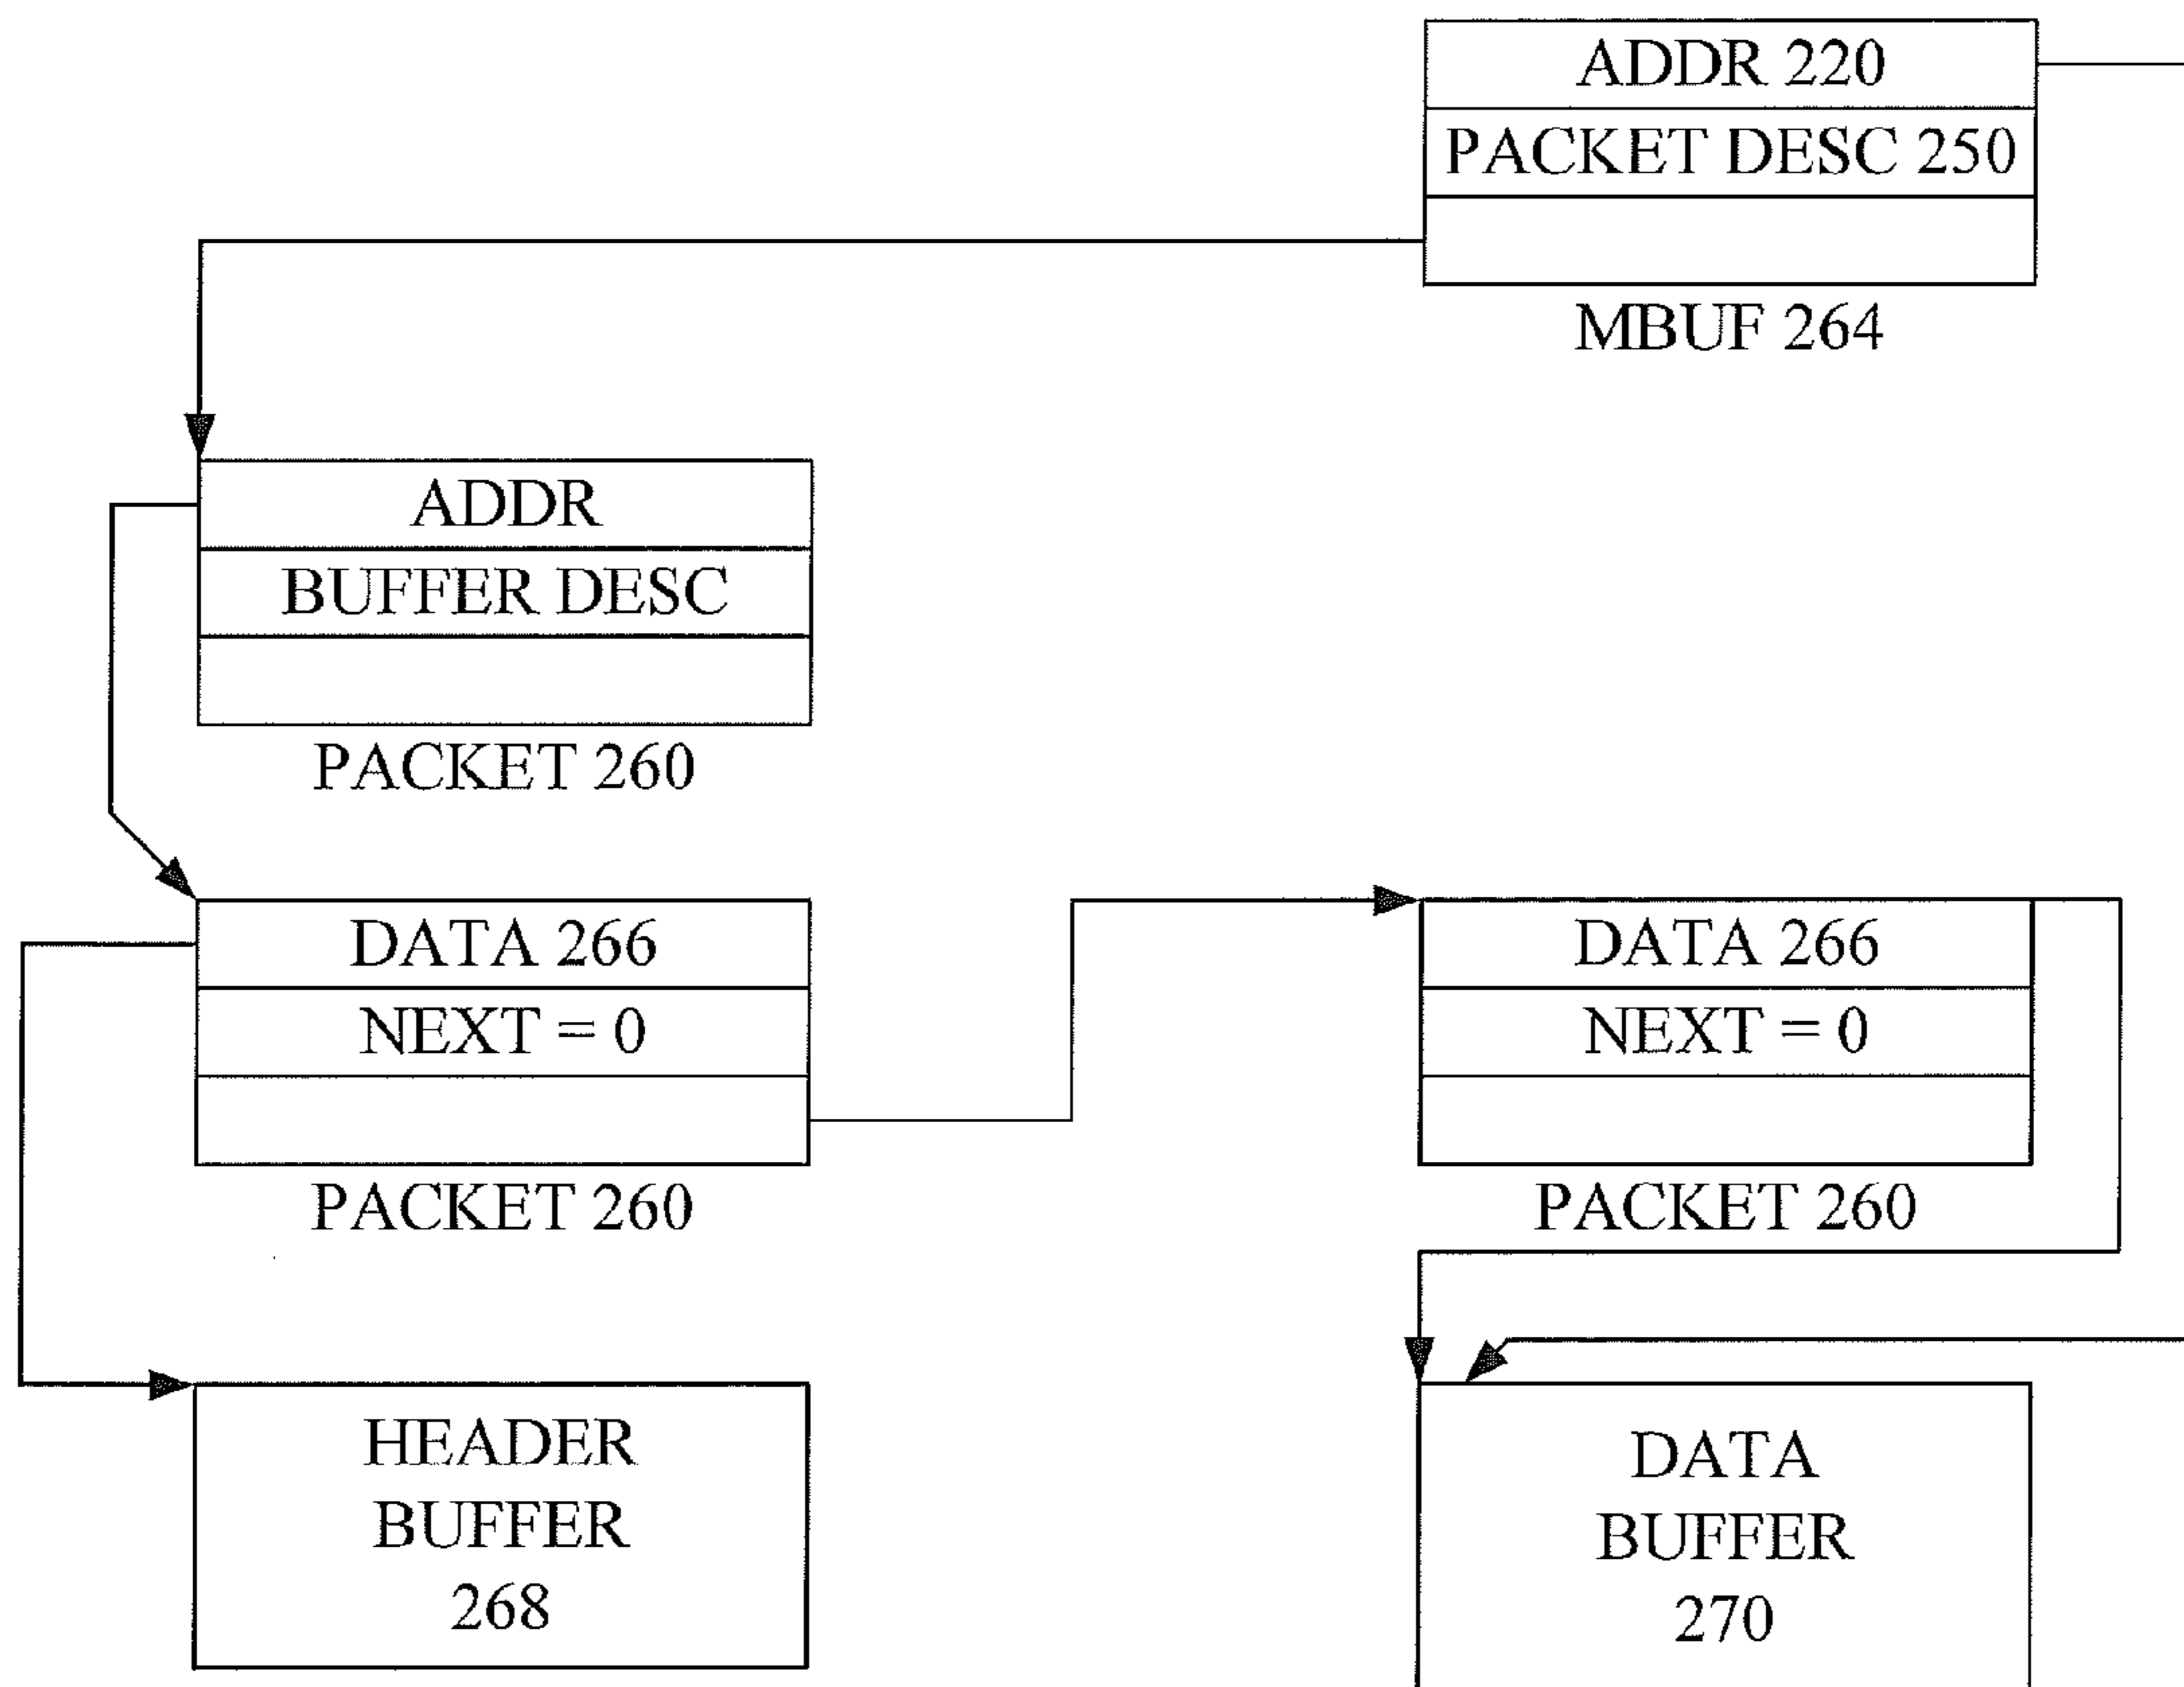 ADDR 220
PACKET DESC 250
MBUF 264
ADDR
BUFFER DESC
PACKET 260
DATA 266
NEXT = 0
PACKET 260
DATA 266
NEXT = 0
PACKET 260
HEADER
BUFFER
268
DATA
BUFFER
270